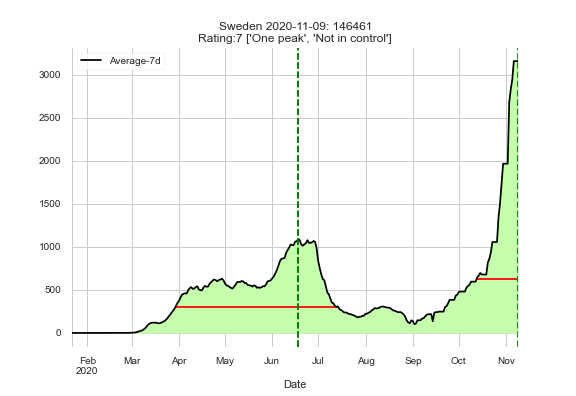 Sweden 2020-11-09: 146461
Rating:7 ['One peak', 'Not in control']
Average-7d
3000
2500
2000
1500
1000
500
0
Feb Mar Apr May Jun Jul Aug Sep Oct Nov
2020
Date